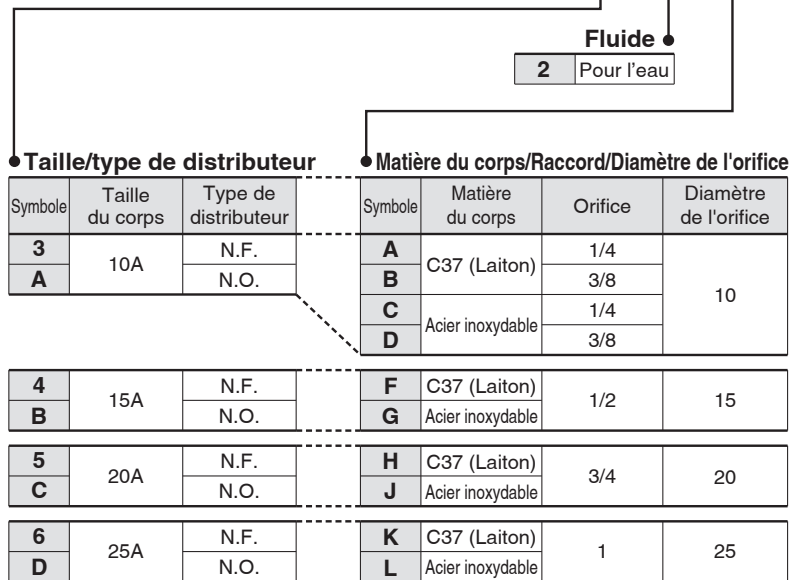 Fluide
2 Pour l'eau
Taille/type de distributeur
Symbole Taille du corps Type de distributeur
3 10A N.F.
A N.O.
4 15A N.F.
B N.O.
5 20A N.F.
C N.O.
6 25A N.F.
D N.O.
Matière du corps/Raccord/Diamètre de l'orifice
Symbole Matière du corps Orifice Diamètre de l'orifice
A C37 (Laiton) 1/4 10
B 3/8
C Acier inoxydable 1/4
D 3/8
F C37 (Laiton) 1/2 15
G Acier inoxydable
H C37 (Laiton) 3/4 20
J Acier inoxydable
K C37 (Laiton) 1 25
L Acier inoxydable